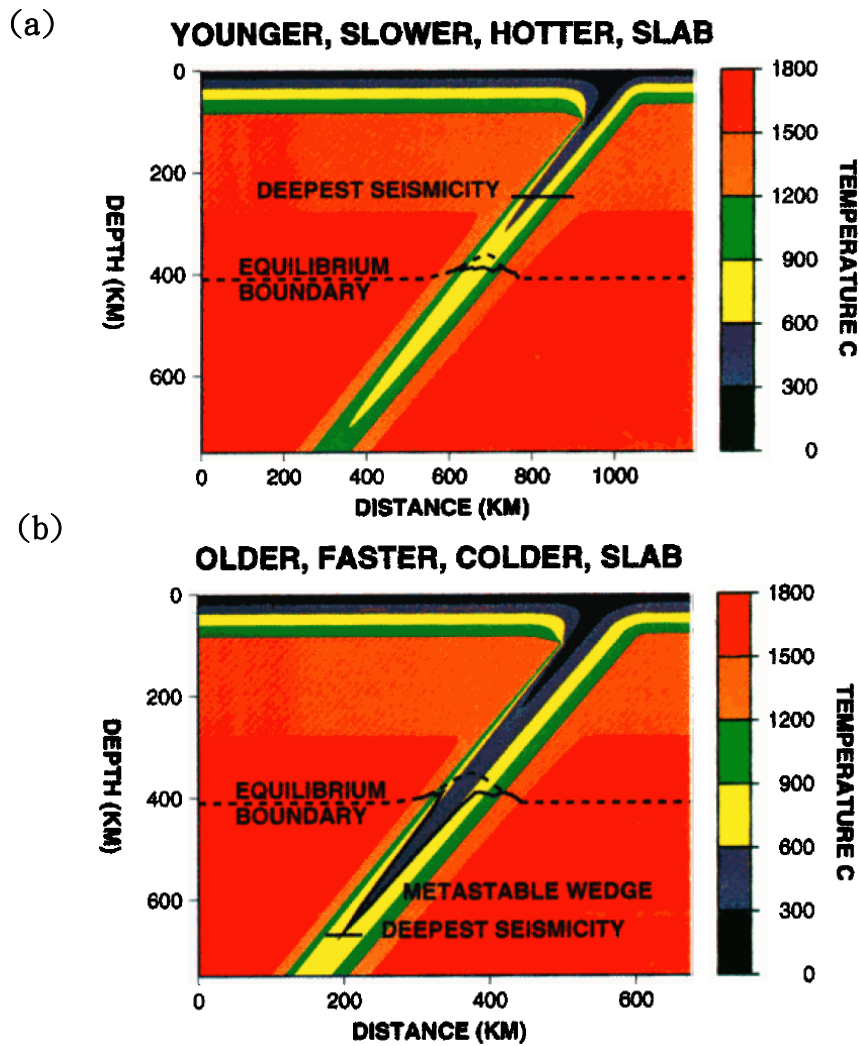 (a)
YOUNGER, SLOWER, HOTTER, SLAB
0
200
400
600
DEPTH (KM)
DEEPEST SEISMICITY
EQUILIBRIUM
BOUNDARY
0 200 400 600 800 1000
DISTANCE (KM)
1800
1500
1200
900
600
300
0
TEMPERATURE C
(b)
OLDER, FASTER, COLDER, SLAB
0
200
400
600
DEPTH (KM)
EQUILIBRIUM
BOUNDARY
METASTABLE WEDGE
DEEPEST SEISMICITY
0 200 400 600
DISTANCE (KM)
1800
1500
1200
900
600
300
0
TEMPERATURE C